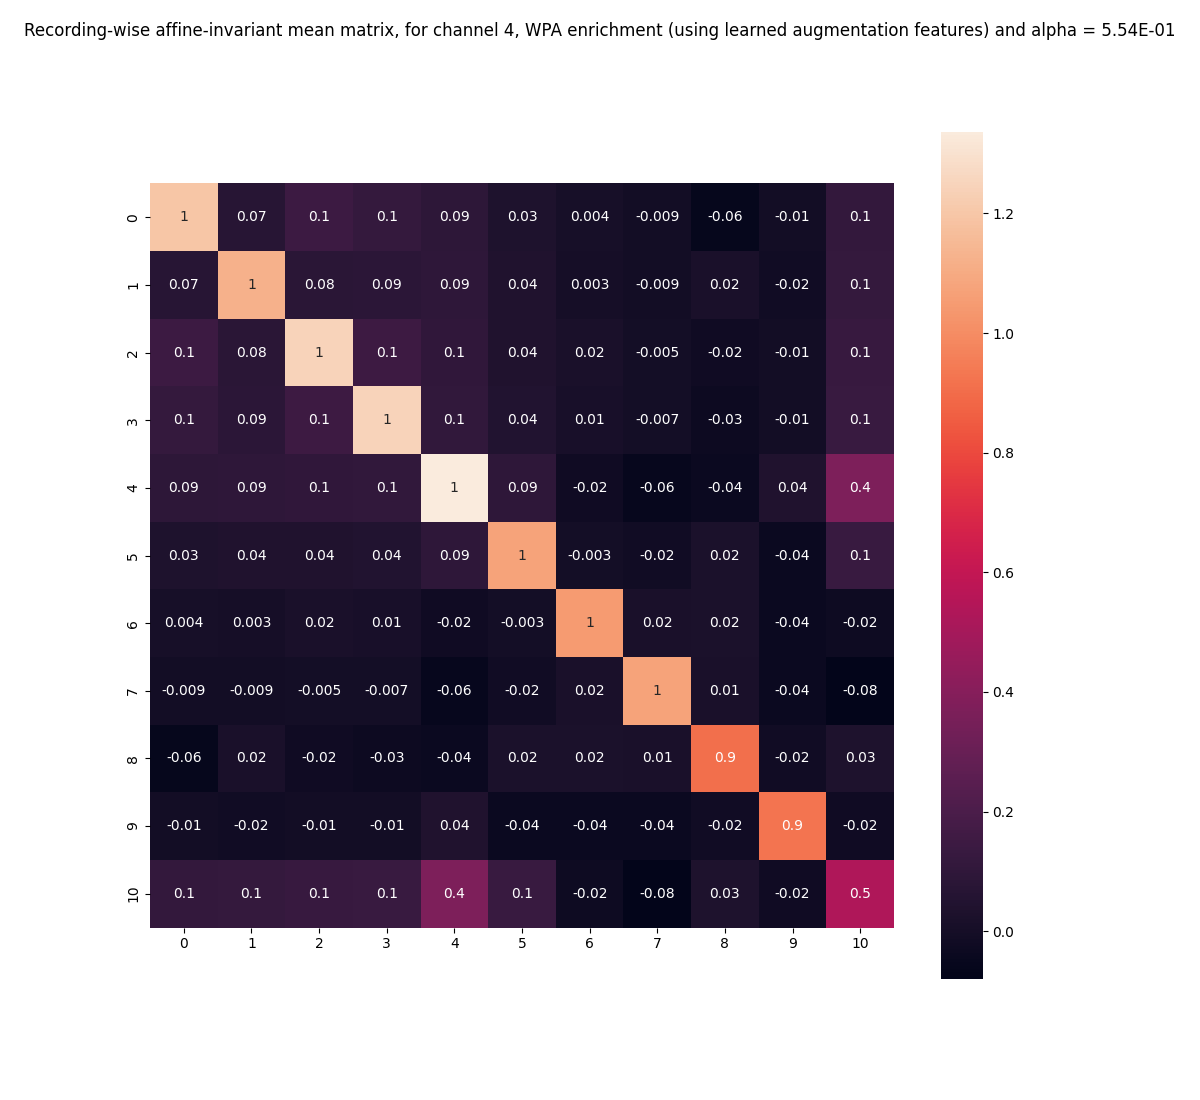 Recording-wise affine-invariant mean matrix, for channel 4, WPA enrichment (using learned augmentation features) and alpha = 5.54E-01
0 1 0.07 0.1 0.1 0.09 0.03 0.004 -0.009 -0.06 -0.01 0.1
1 0.07 1 0.08 0.09 0.09 0.04 0.003 -0.009 0.02 -0.02 0.1
2 0.1 0.08 1 0.1 0.1 0.04 0.02 -0.005 -0.02 -0.01 0.1
3 0.1 0.09 0.1 1 0.1 0.04 0.01 -0.007 -0.03 -0.01 0.1
4 0.09 0.09 0.1 0.1 1 0.09 -0.02 -0.06 -0.04 0.04 0.4
5 0.03 0.04 0.04 0.04 0.09 1 -0.003 -0.02 0.02 -0.04 0.1
6 0.004 0.003 0.02 0.01 -0.02 -0.003 1 0.02 0.02 -0.04 -0.02
7 -0.009 -0.009 -0.005 -0.007 -0.06 -0.02 0.02 1 0.01 -0.04 -0.08
8 -0.06 0.02 -0.02 -0.03 -0.04 0.02 0.02 0.01 0.9 -0.02 0.03
9 -0.01 -0.02 -0.01 -0.01 0.04 -0.04 -0.04 -0.04 -0.02 0.9 -0.02
10 0.1 0.1 0.1 0.1 0.4 0.1 -0.02 -0.08 0.03 -0.02 0.5
0 1 2 3 4 5 6 7 8 9 10
1.2
1.0
0.8
0.6
0.4
0.2
0.0